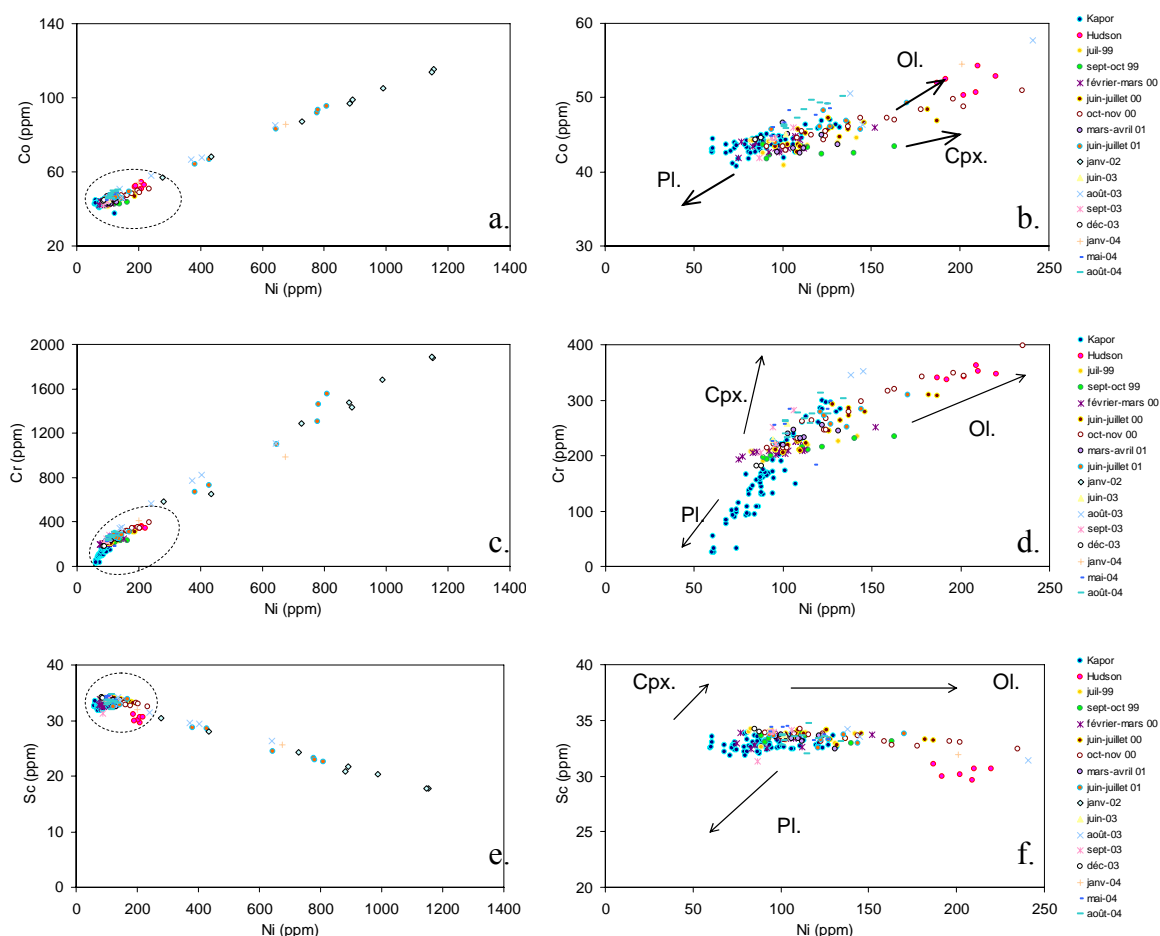 140
100
60
20
Co (ppm)
0 200 400 600 800 1000 1200 1400
Ni (ppm)
a.
60
50
40
30
Co (ppm)
Ol.
Cpx.
Pl.
0 50 100 150 200 250
Ni (ppm)
b.
Kapor
Hudson
juil-99
sept-oct 99
février-mars 00
juin-juillet 00
oct-nov 00
mars-avril 01
juin-juillet 01
janv-02
juin-03
août-03
sept-03
déc-03
janv-04
mai-04
août-04
2000
1600
1200
800
400
0
Cr (ppm)
0 200 400 600 800 1000 1200 1400
Ni (ppm)
c.
400
300
200
100
0
Cr (ppm)
Cpx.
Ol.
Pl.
0 50 100 150 200 250
Ni (ppm)
d.
Kapor
Hudson
juil-99
sept-oct 99
février-mars 00
juin-juillet 00
oct-nov 00
mars-avril 01
juin-juillet 01
janv-02
juin-03
août-03
sept-03
déc-03
janv-04
mai-04
août-04
40
30
20
10
0
Sc (ppm)
0 200 400 600 800 1000 1200 1400
Ni (ppm)
e.
40
35
30
25
20
Sc (ppm)
Cpx.
Ol.
Pl.
0 50 100 150 200 250
Ni (ppm)
f.
Kapor
Hudson
juil-99
sept-oct 99
février-mars 00
juin-juillet 00
oct-nov 00
mars-avril 01
juin-juillet 01
janv-02
juin-03
août-03
sept-03
déc-03
janv-04
mai-04
août-04